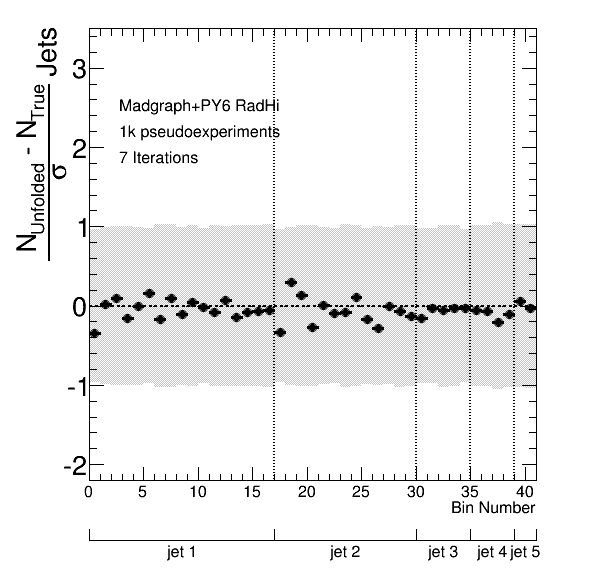 N_Unfolded - N_True Jets
σ
3
2
1
0
-1
-2
Madgraph+PY6 RadHi
1k pseudoexperiments
7 Iterations
0 5 10 15 20 25 30 35 40
Bin Number
jet 1 jet 2 jet 3 jet 4 jet 5